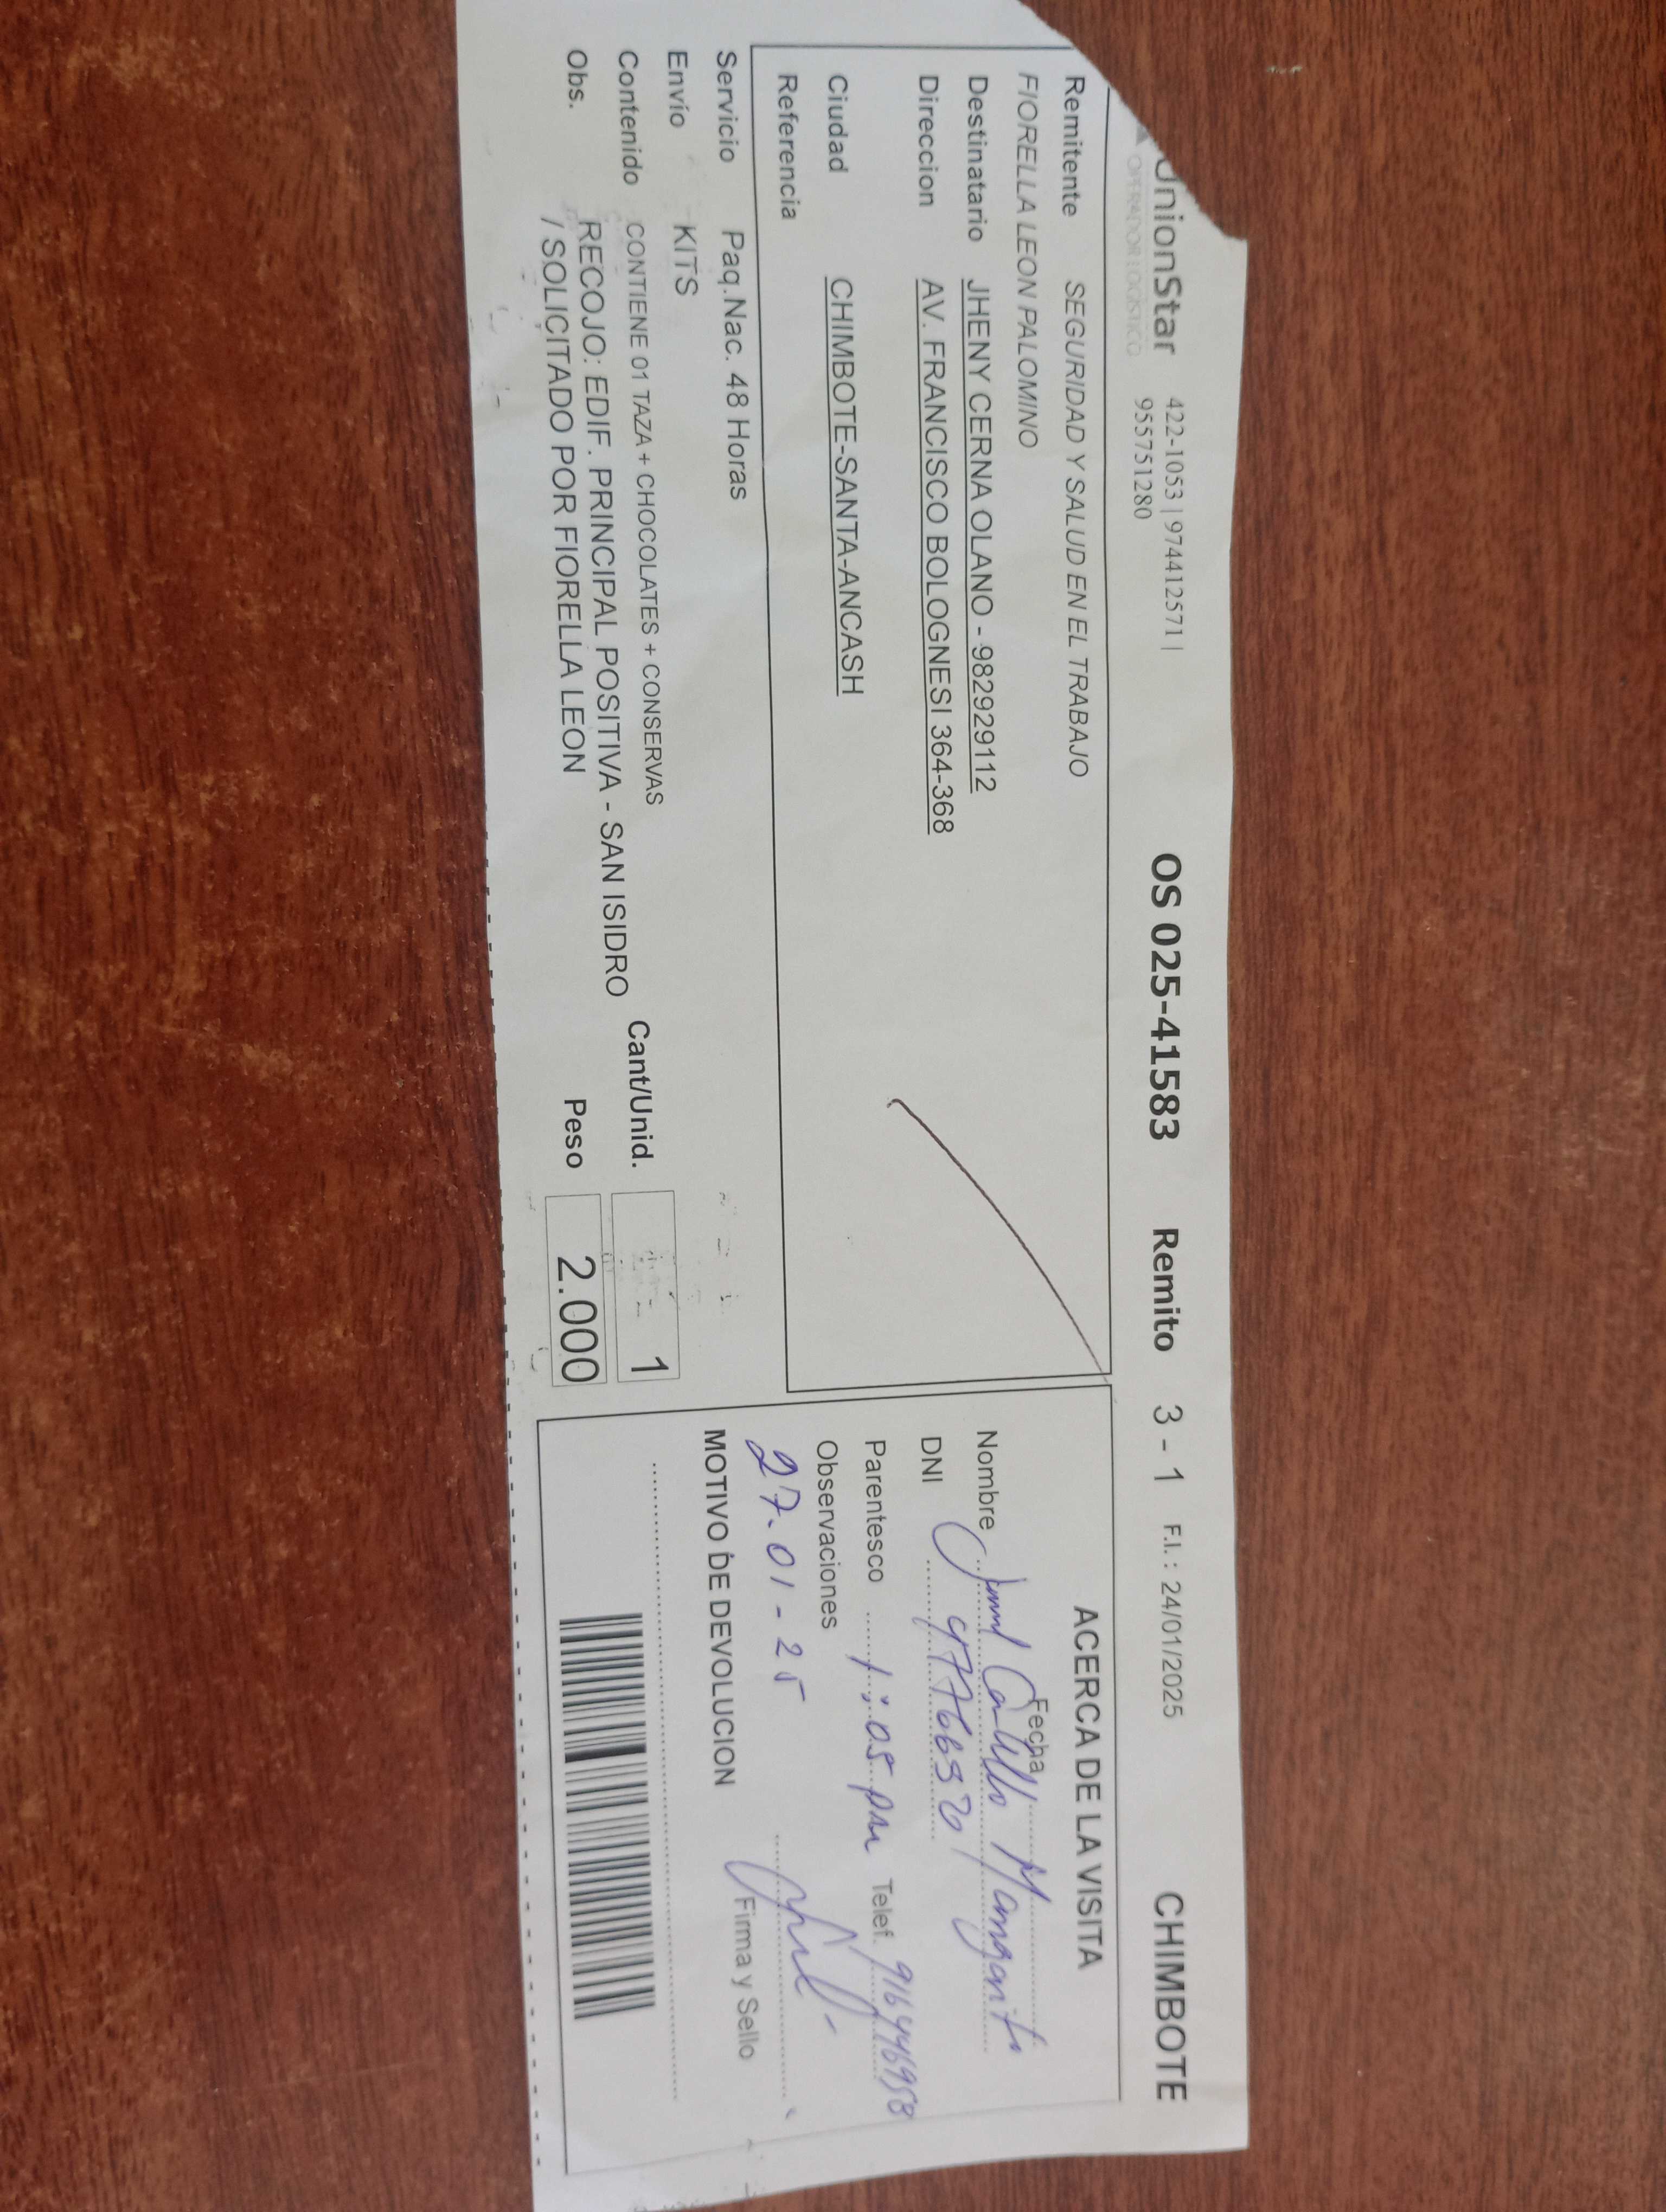 UnionStar 422-1053 | 974412571 | OS 025-41583 Remito 3 - 1 F.I. : 24/01/2025 CHIMBOTE
OPERADOR LOGISTICO 955751280
Remitente SEGURIDAD Y SALUD EN EL TRABAJO
FIORELLA LEON PALOMINO
Destinatario JHENY CERNA OLANO - 982929112
Direccion AV. FRANCISCO BOLOGNESI 364-368
Ciudad CHIMBOTE-SANTA-ANCASH
Referencia
Servicio Paq.Nac. 48 Horas
Envío KITS
Contenido CONTIENE 01 TAZA + CHOCOLATES + CONSERVAS
Obs. RECOJO: EDIF. PRINCIPAL POSITIVA - SAN ISIDRO
/ SOLICITADO POR FIORELLA LEON
Cant/Unid. 1
Peso 2.000
ACERCA DE LA VISITA
Fecha
Nombre
DNI
Parentesco 1:05 pm Telef.
Observaciones
27-01-25
Firma y Sello
MOTIVO DE DEVOLUCION